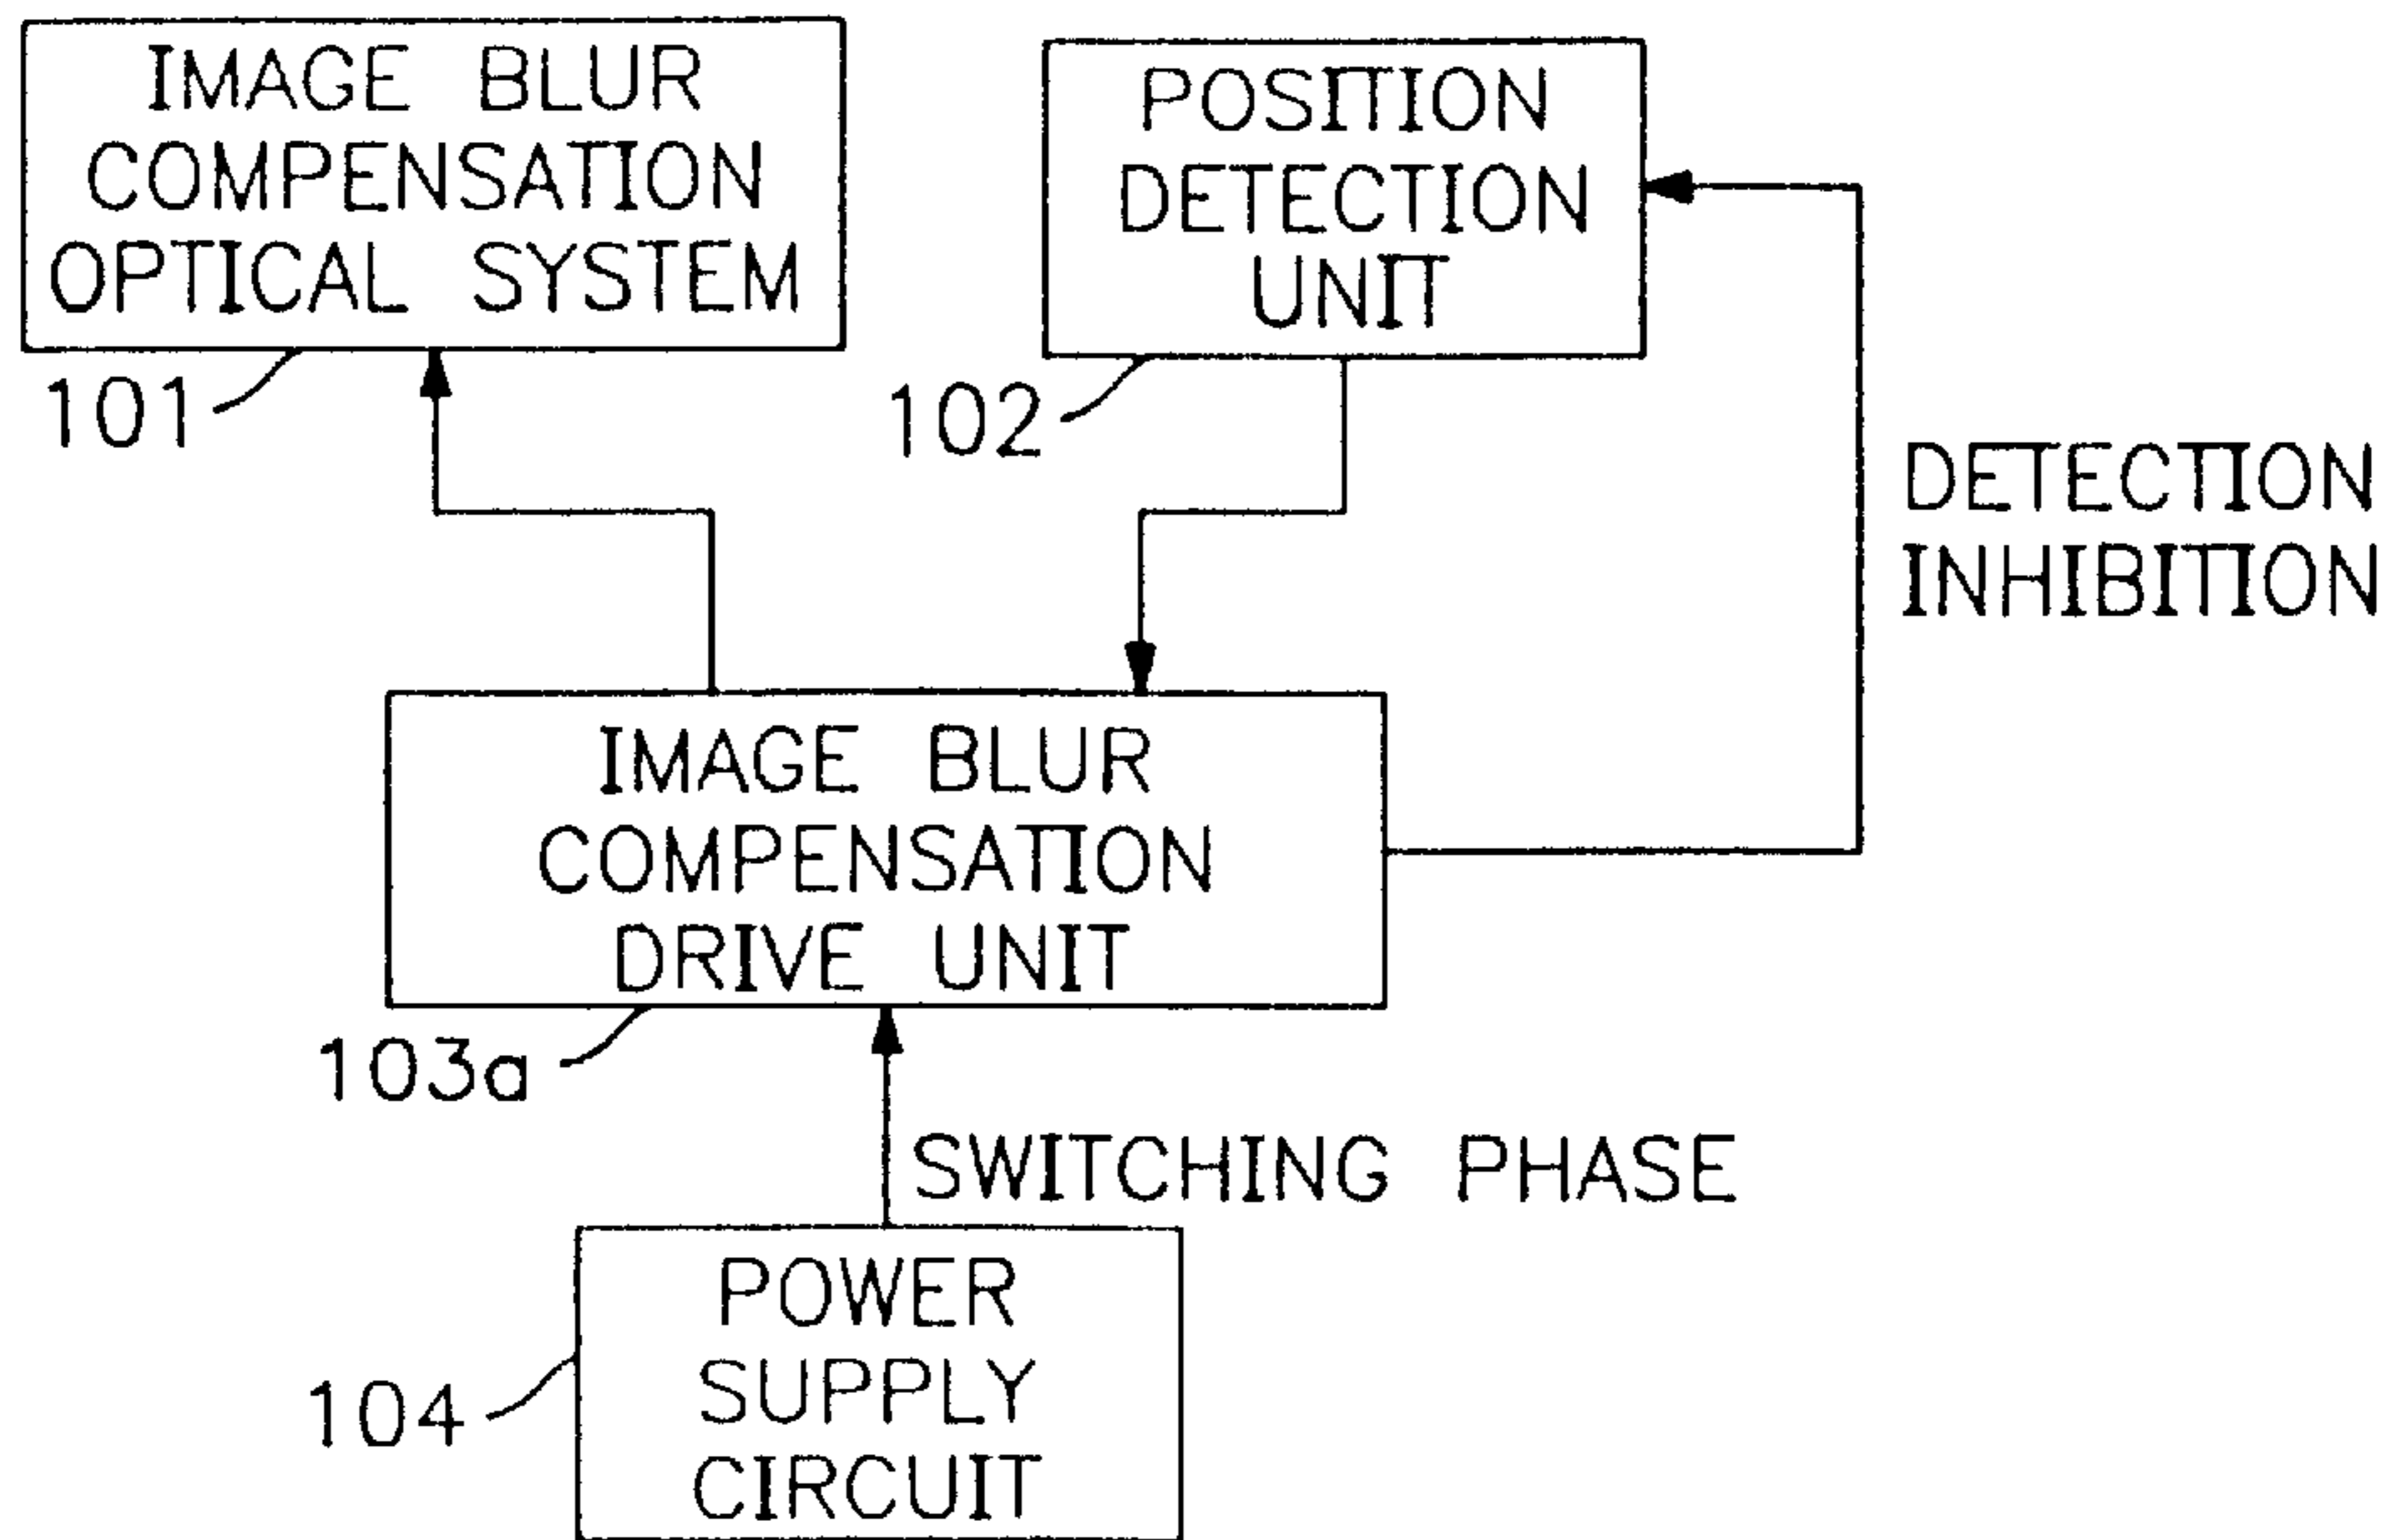 IMAGE BLUR
COMPENSATION
OPTICAL SYSTEM
101
POSITION
DETECTION
UNIT
102
DETECTION
INHIBITION
IMAGE BLUR
COMPENSATION
DRIVE UNIT
103a
SWITCHING PHASE
POWER
SUPPLY
CIRCUIT
104